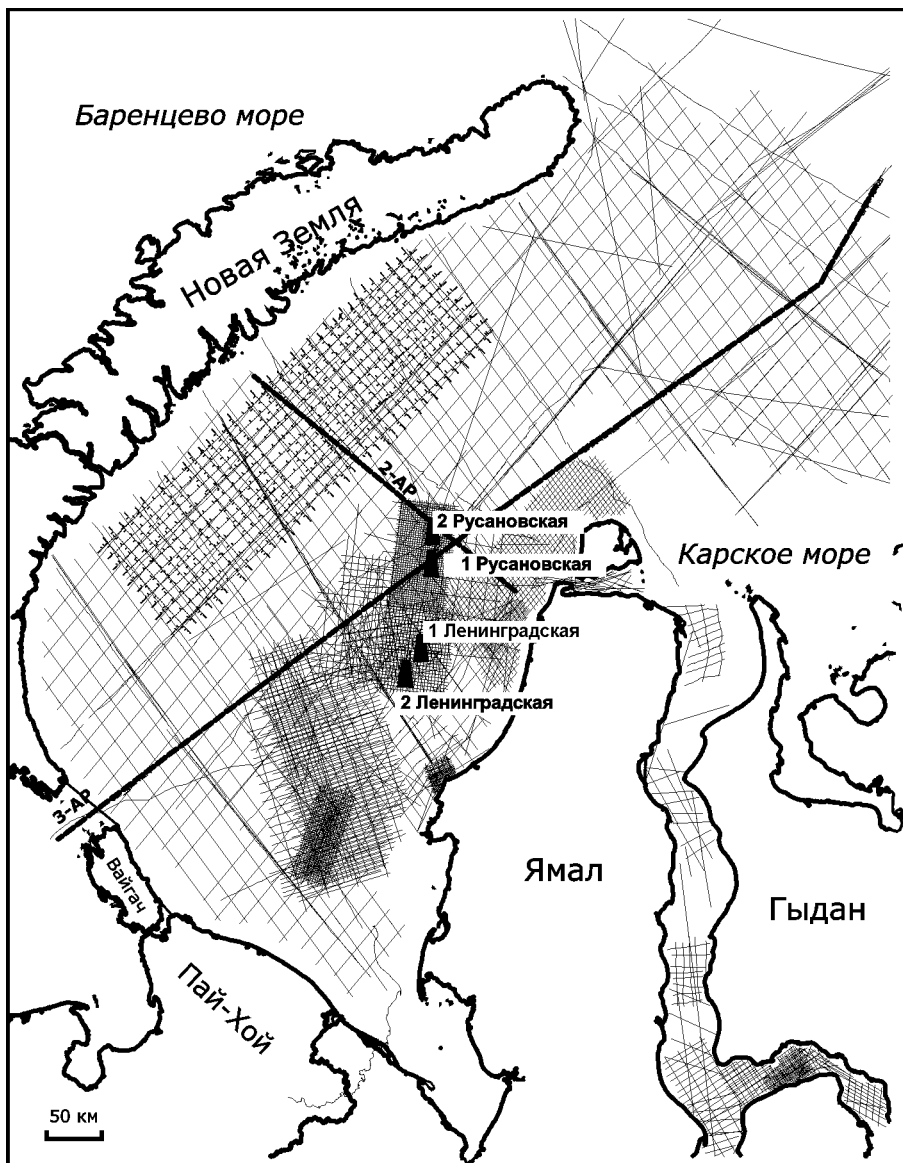 Баренцево море
Новая Земля
2-АР
2 Русановская
1 Русановская
Карское море
1 Ленинградская
2 Ленинградская
3-АР
Вайгач
Ямал
Гыдан
Пай-Хой
50 км